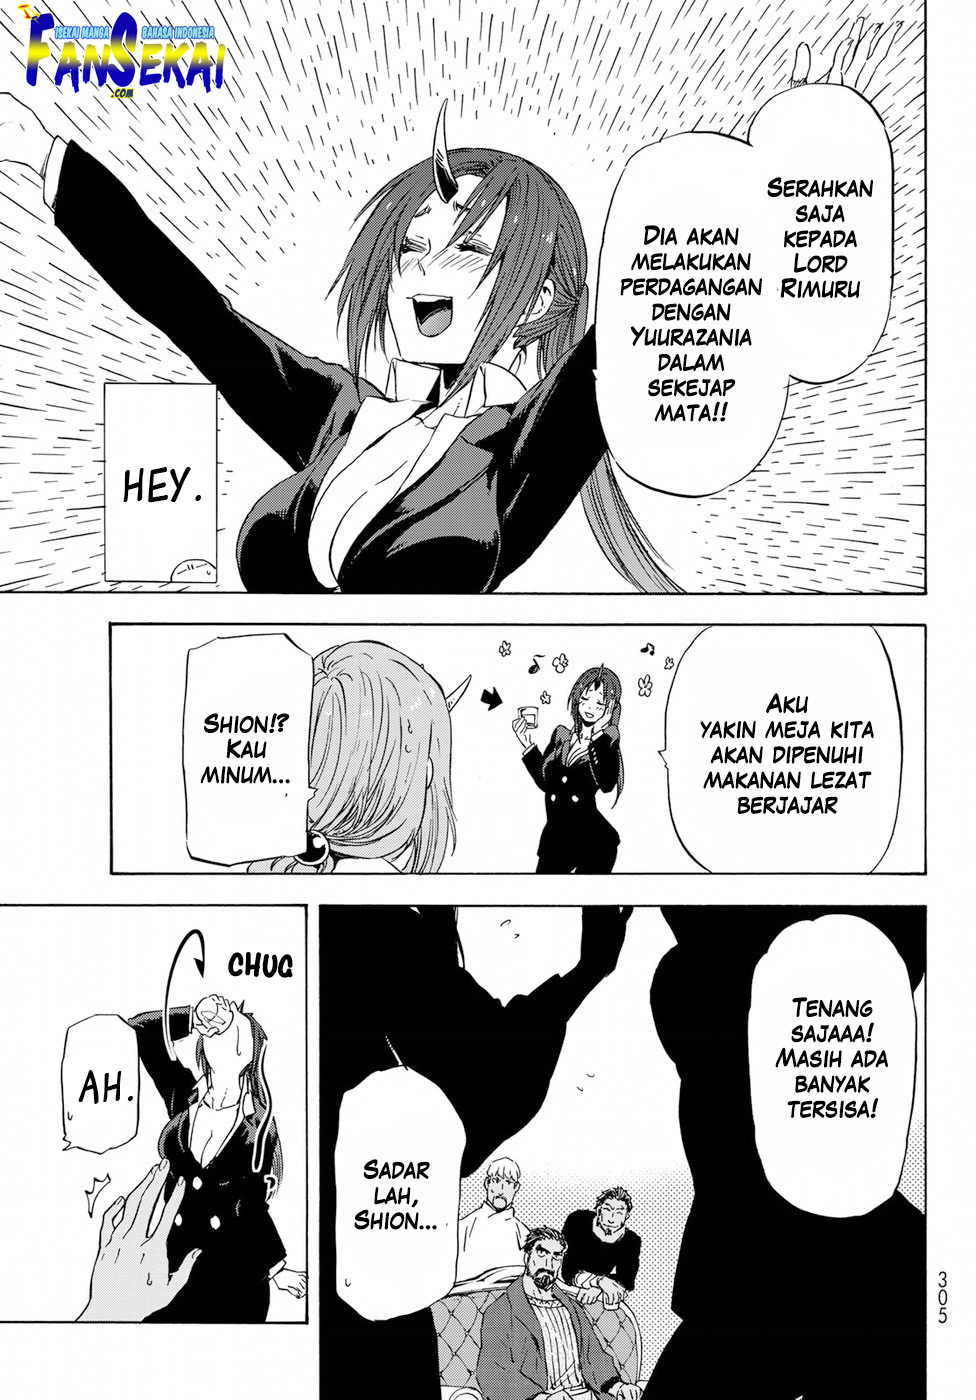 ISEKAI MANGA BAHASA INDONESIA
FANSEKAI
.COM
SERAHKAN
SAJA
KEPADA
LORD
RIMURU
DIA AKAN
MELAKUKAN
PERDAGANGAN
DENGAN
YUURAZANIA
DALAM
SEKEJAP
MATA!!
HEY.
AKU
YAKIN MEJA KITA
AKAN DIPENUHI
MAKANAN LEZAT
BERJAJAR
SHION!?
KAU
MINUM...
TENANG
SAJAAA!
MASIH ADA
BANYAK
TERSISA!
SADAR
LAH,
SHION...
CHUG
AH.
305